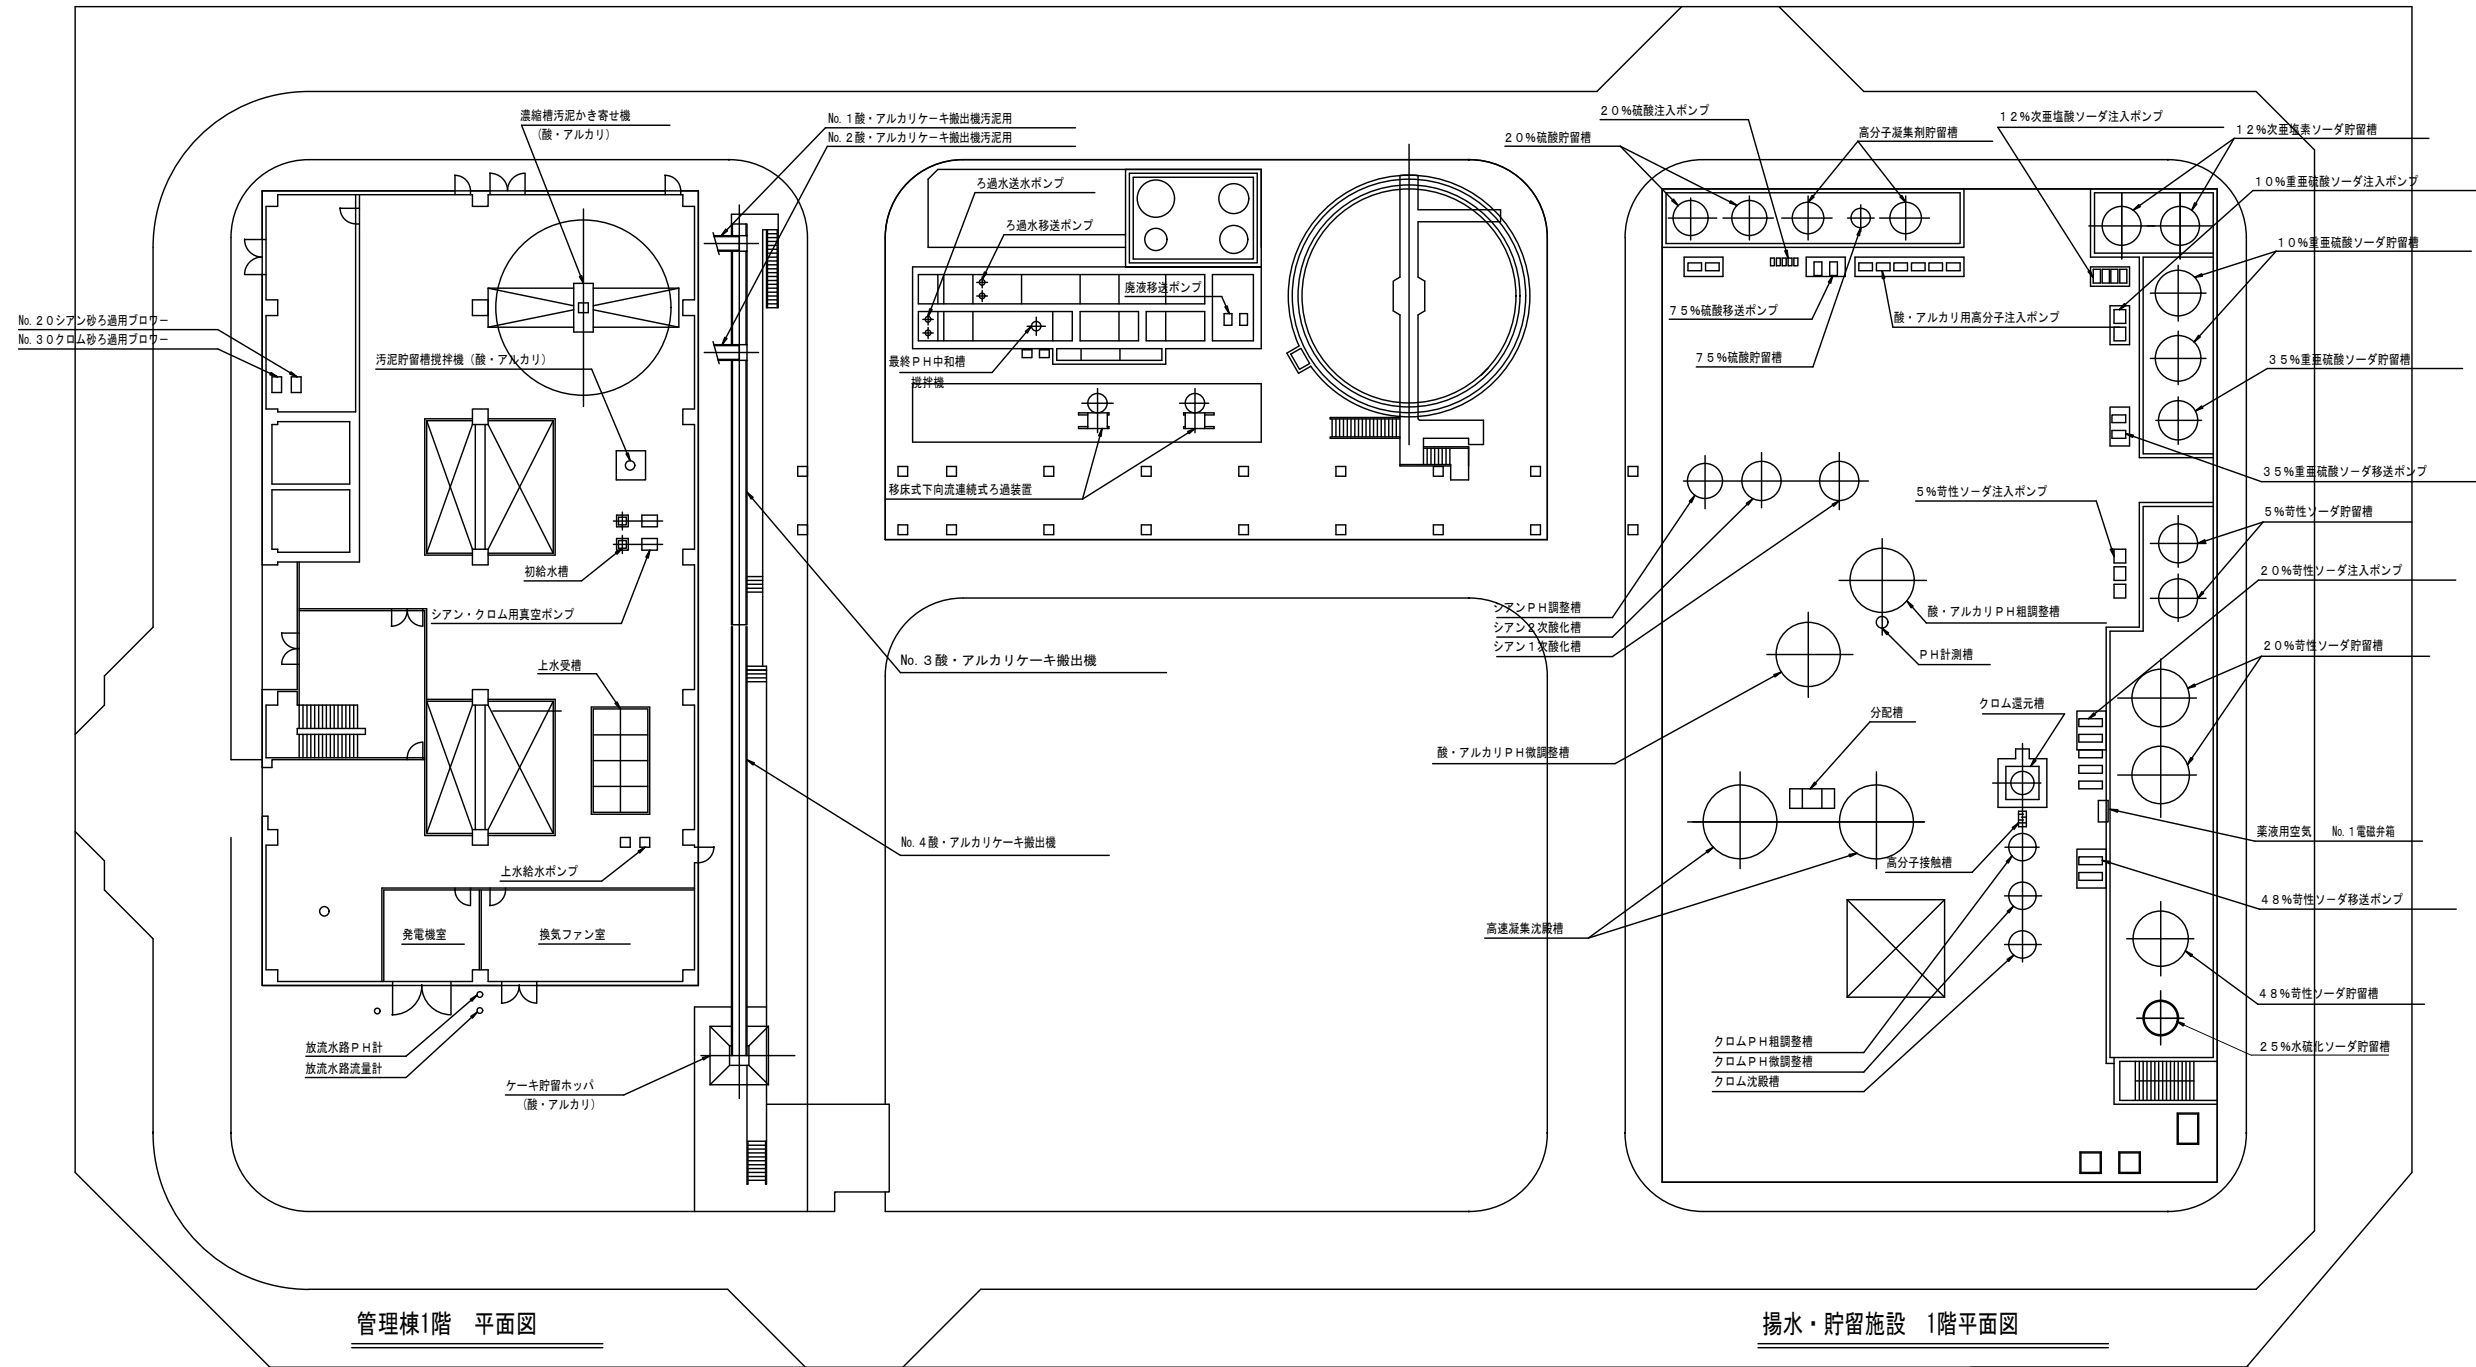 濃縮槽汚泥かき寄せ機
(酸・アルカリ)
No.1酸・アルカリケーキ搬出機汚泥用
No.2酸・アルカリケーキ搬出機汚泥用
No.20シアン砂ろ過用ブロワー
No.30クロム砂ろ過用ブロワー
汚泥貯留槽撹拌機(酸・アルカリ)
初給水槽
シアン・クロム用真空ポンプ
上水受槽
上水給水ポンプ
発電機室
換気ファン室
放流水路PH計
放流水路流量計
ケーキ貯留ホッパ
(酸・アルカリ)
No.3酸・アルカリケーキ搬出機
No.4酸・アルカリケーキ搬出機
ろ過水送水ポンプ
ろ過水移送ポンプ
廃液移送ポンプ
最終PH中和槽
撹拌機
移床式下向流連続式ろ過装置
20%硫酸注入ポンプ
20%硫酸貯留槽
高分子凝集剤貯留槽
12%次亜塩酸ソーダ注入ポンプ
12%次亜塩素ソーダ貯留槽
10%重亜硫酸ソーダ注入ポンプ
10%重亜硫酸ソーダ貯留槽
75%硫酸移送ポンプ
酸・アルカリ用高分子注入ポンプ
75%硫酸貯留槽
35%重亜硫酸ソーダ貯留槽
35%重亜硫酸ソーダ移送ポンプ
5%苛性ソーダ注入ポンプ
5%苛性ソーダ貯留槽
20%苛性ソーダ注入ポンプ
シアンPH調整槽
シアン2次酸化槽
シアン1次酸化槽
酸・アルカリPH粗調整槽
PH計測槽
20%苛性ソーダ貯留槽
クロム還元槽
分配槽
酸・アルカリPH微調整槽
薬液用空気 No.1電磁弁箱
高分子接触槽
48%苛性ソーダ移送ポンプ
高速凝集沈殿槽
48%苛性ソーダ貯留槽
クロムPH粗調整槽
クロムPH微調整槽
クロム沈殿槽
25%水硫化ソーダ貯留槽
管理棟1階 平面図
揚水・貯留施設 1階平面図